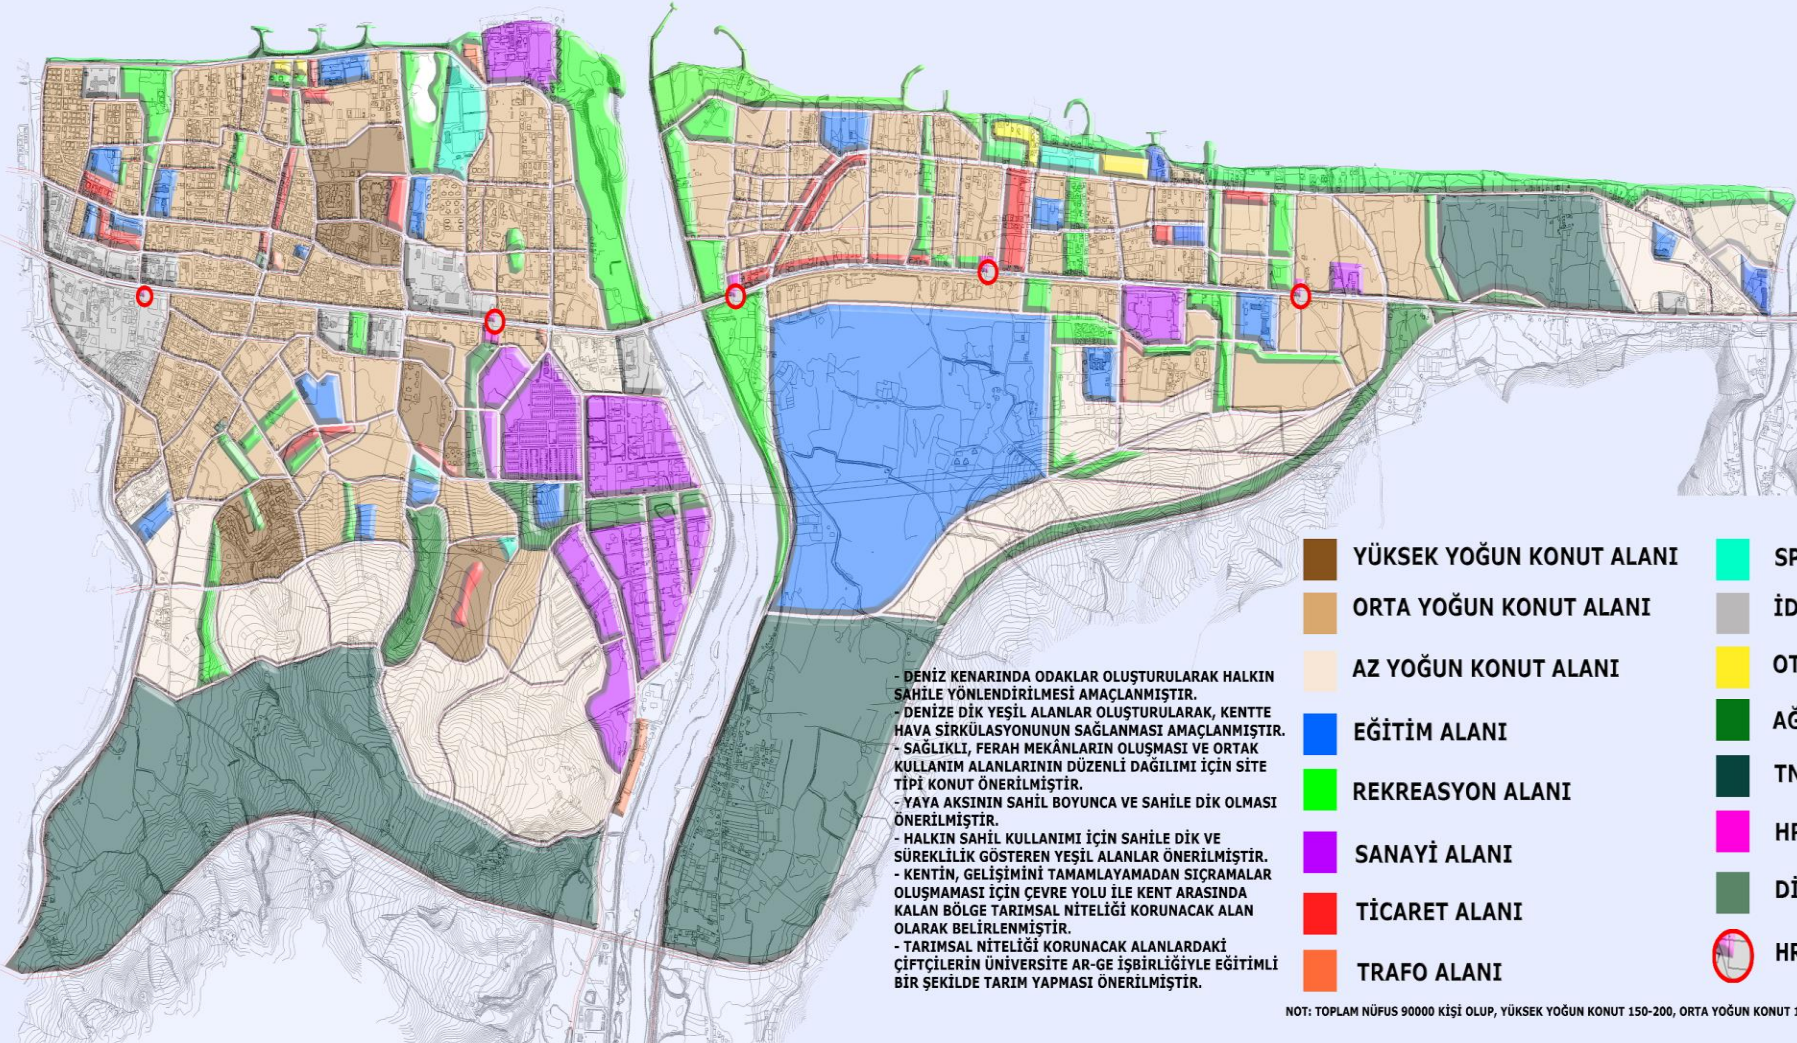 - DENİZ KENARINDA ODAKLAR OLUŞTURULARAK HALKIN
SAHİLE YÖNLENDİRİLMESİ AMAÇLANMIŞTIR.
- DENİZE DİK YEŞİL ALANLAR OLUŞTURULARAK, KENTTE
HAVA SİRKÜLASYONUNUN SAĞLANMASI AMAÇLANMIŞTIR.
- SAĞLIKLI, FERAH MEKÂNLARIN OLUŞMASI VE ORTAK
KULLANIM ALANLARININ DÜZENLİ DAĞILIMI İÇİN SİTE
TİPİ KONUT ÖNERİLMİŞTİR.
- YAYA AKSININ SAHİL BOYUNCA VE SAHİLE DİK OLMASI
ÖNERİLMİŞTİR.
- HALKIN SAHİL KULLANIMI İÇİN SAHİLE DİK VE
SÜREKLİLİK GÖSTEREN YEŞİL ALANLAR ÖNERİLMİŞTİR.
- KENTİN, GELİŞİMİNİ TAMAMLAYAMADAN SIÇRAMALAR
OLUŞMAMASI İÇİN ÇEVRE YOLU İLE KENT ARASINDA
KALAN BÖLGE TARIMSAL NİTELİĞİ KORUNACAK ALAN
OLARAK BELİRLENMİŞTİR.
- TARIMSAL NİTELİĞİ KORUNACAK ALANLARDAKİ
ÇİFTÇİLERİN ÜNİVERSİTE AR-GE İŞBİRLİĞİYLE EĞİTİMLİ
BİR ŞEKİLDE TARIM YAPMASI ÖNERİLMİŞTİR.
YÜKSEK YOĞUN KONUT ALANI
ORTA YOĞUN KONUT ALANI
AZ YOĞUN KONUT ALANI
EĞİTİM ALANI
REKREASYON ALANI
SANAYİ ALANI
TİCARET ALANI
TRAFO ALANI
SP
İD
OT
AĞ
TN
HR
Dİ
HR
NOT: TOPLAM NÜFUS 90000 KİŞİ OLUP, YÜKSEK YOĞUN KONUT 150-200, ORTA YOĞUN KONUT 1